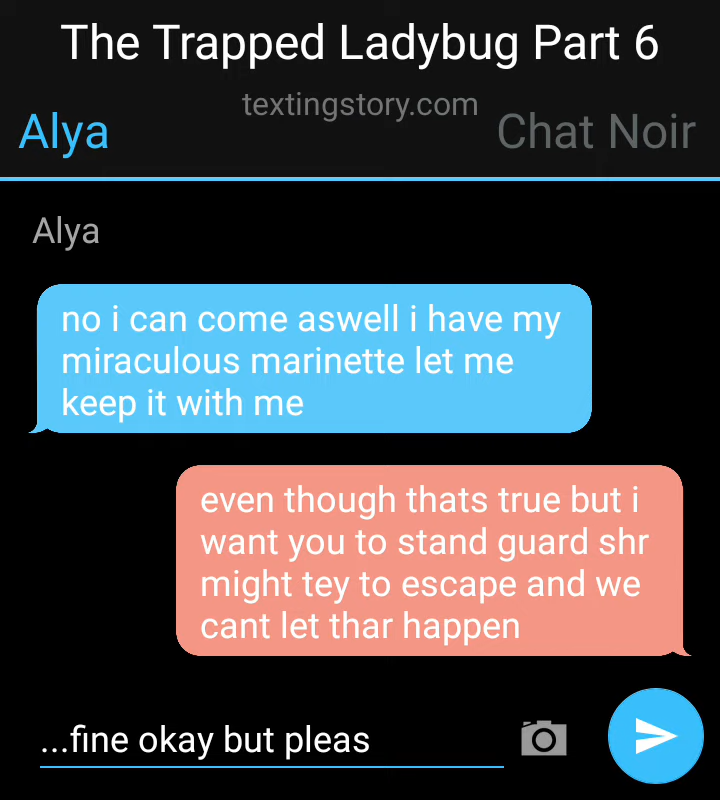 The Trapped Ladybug Part 6
textingstory.com
Alya
Chat Noir
Alya
no i can come aswell i have my
miraculous marinette let me
keep it with me
even though thats true but i
want you to stand guard shr
might tey to escape and we
cant let thar happen
...fine okay but pleas